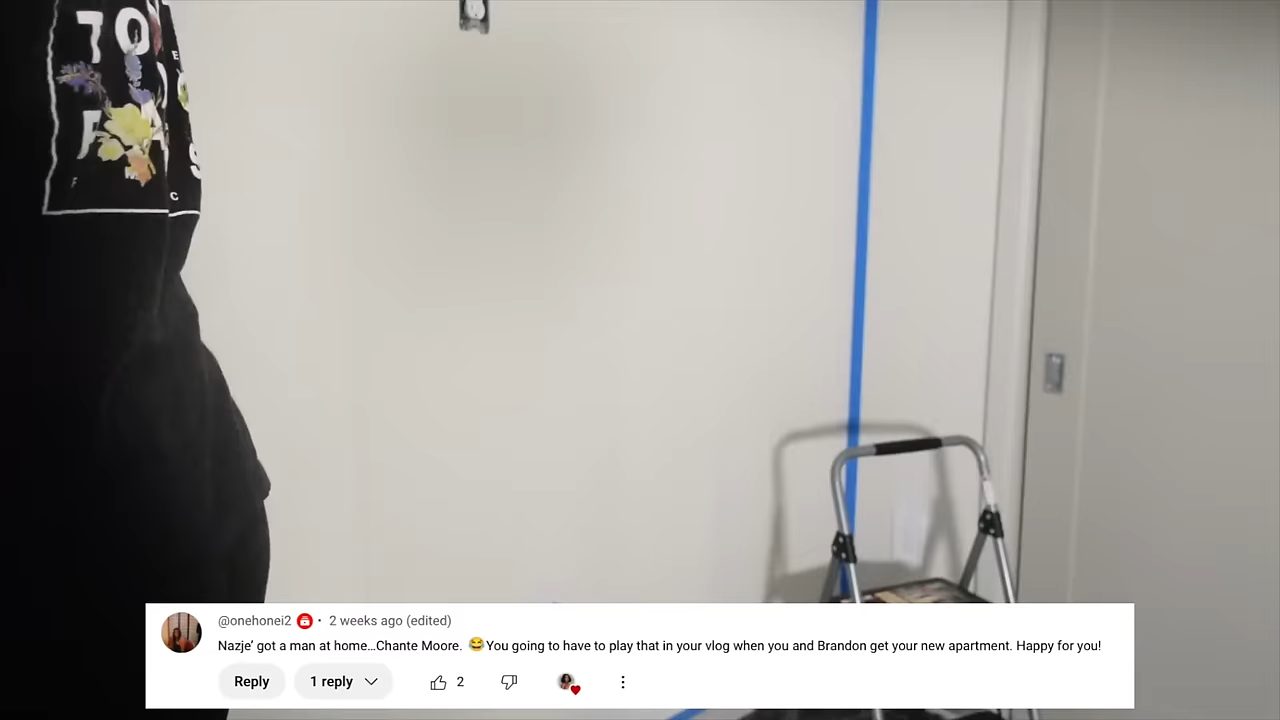 TO
@onehonei2 · 2 weeks ago (edited)
Nazje' got a man at home...Chante Moore. 😂You going to have to play that in your vlog when you and Brandon get your new apartment. Happy for you!
Reply 1 reply 2